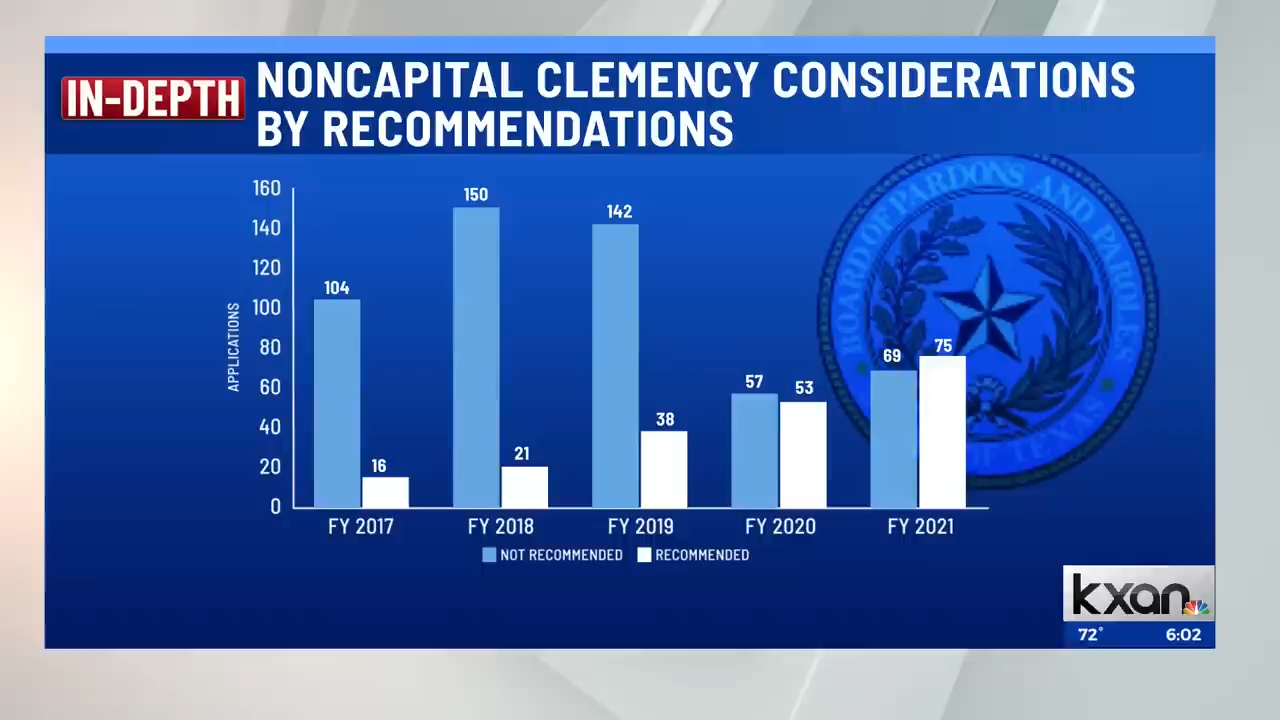 IN-DEPTH
NONCAPITAL CLEMENCY CONSIDERATIONS
BY RECOMMENDATIONS
BOARD OF PARDONS AND PAROLES
OF TEXAS
APPLICATIONS
160
140
120
100
80
60
40
20
0
104
16
150
21
142
38
57
53
69
75
FY 2017
FY 2018
FY 2019
FY 2020
FY 2021
NOT RECOMMENDED
RECOMMENDED
kxan
72°
6:02